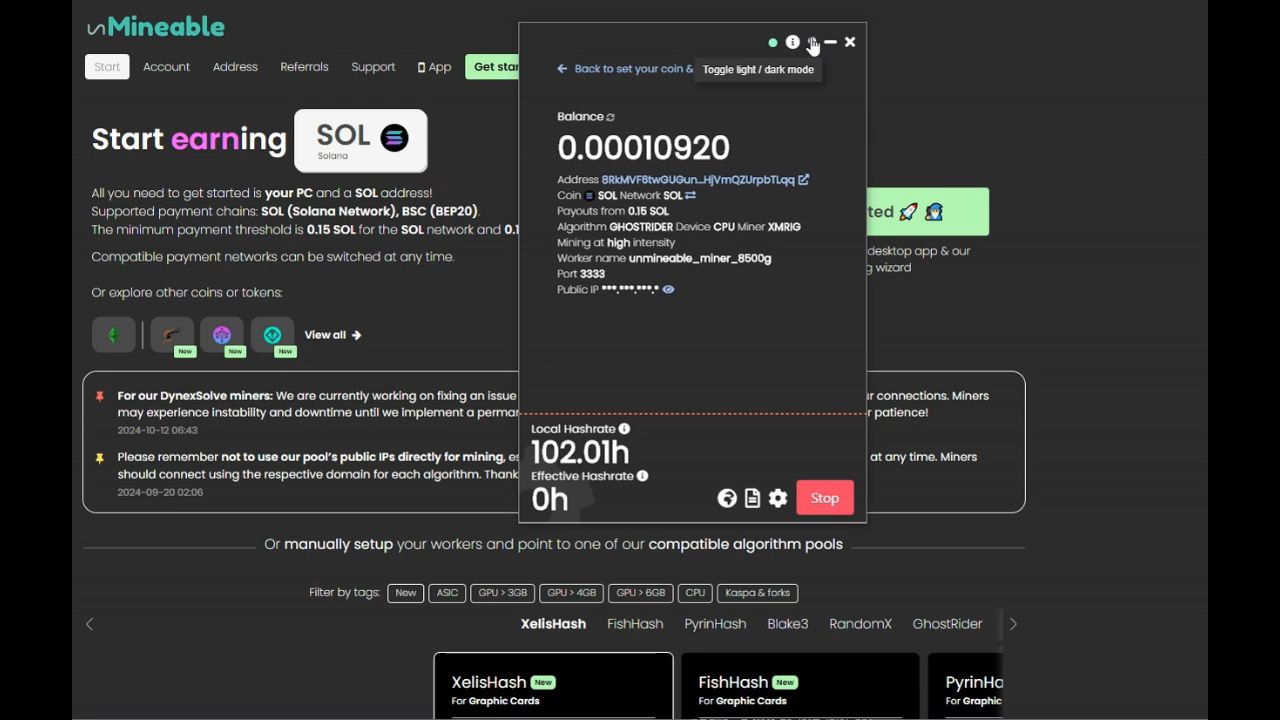 unMineable
Start Account Address Referrals Support App Get star
Start earning SOL
Solana
All you need to get started is your PC and a SOL address!
Supported payment chains: SOL (Solana Network), BSC (BEP20).
The minimum payment threshold is 0.15 SOL for the SOL network and 0.1
Compatible payment networks can be switched at any time.
Or explore other coins or tokens:
New New New View all →
ted
desktop app & our
g wizard
Toggle light / dark mode
← Back to set your coin &
Balance
0.00010920
Address 8RkMVF6twGUGun...HjVmQZUrpbTLqq
Coin SOL Network SOL
Payouts from 0.15 SOL
Algorithm GHOSTRIDER Device CPU Miner XMRIG
Mining at high intensity
Worker name unmineable_miner_8500g
Port 3333
Public IP ***.***.***.*
Local Hashrate
102.01h
Effective Hashrate
0h
Stop
For our DynexSolve miners: We are currently working on fixing an issue
ur connections. Miners
may experience instability and downtime until we implement a perma
r patience!
2024-10-12 06:43
Please remember not to use our pool's public IPs directly for mining, es
at any time. Miners
should connect using the respective domain for each algorithm. Thank
2024-09-20 02:06
Or manually setup your workers and point to one of our compatible algorithm pools
Filter by tags: New ASIC GPU > 3GB GPU > 4GB GPU > 6GB CPU Kaspa & forks
XelisHash FishHash PyrinHash Blake3 RandomX GhostRider
XelisHash New
For Graphic Cards
FishHash New
For Graphic Cards
PyrinHa
For Graphic